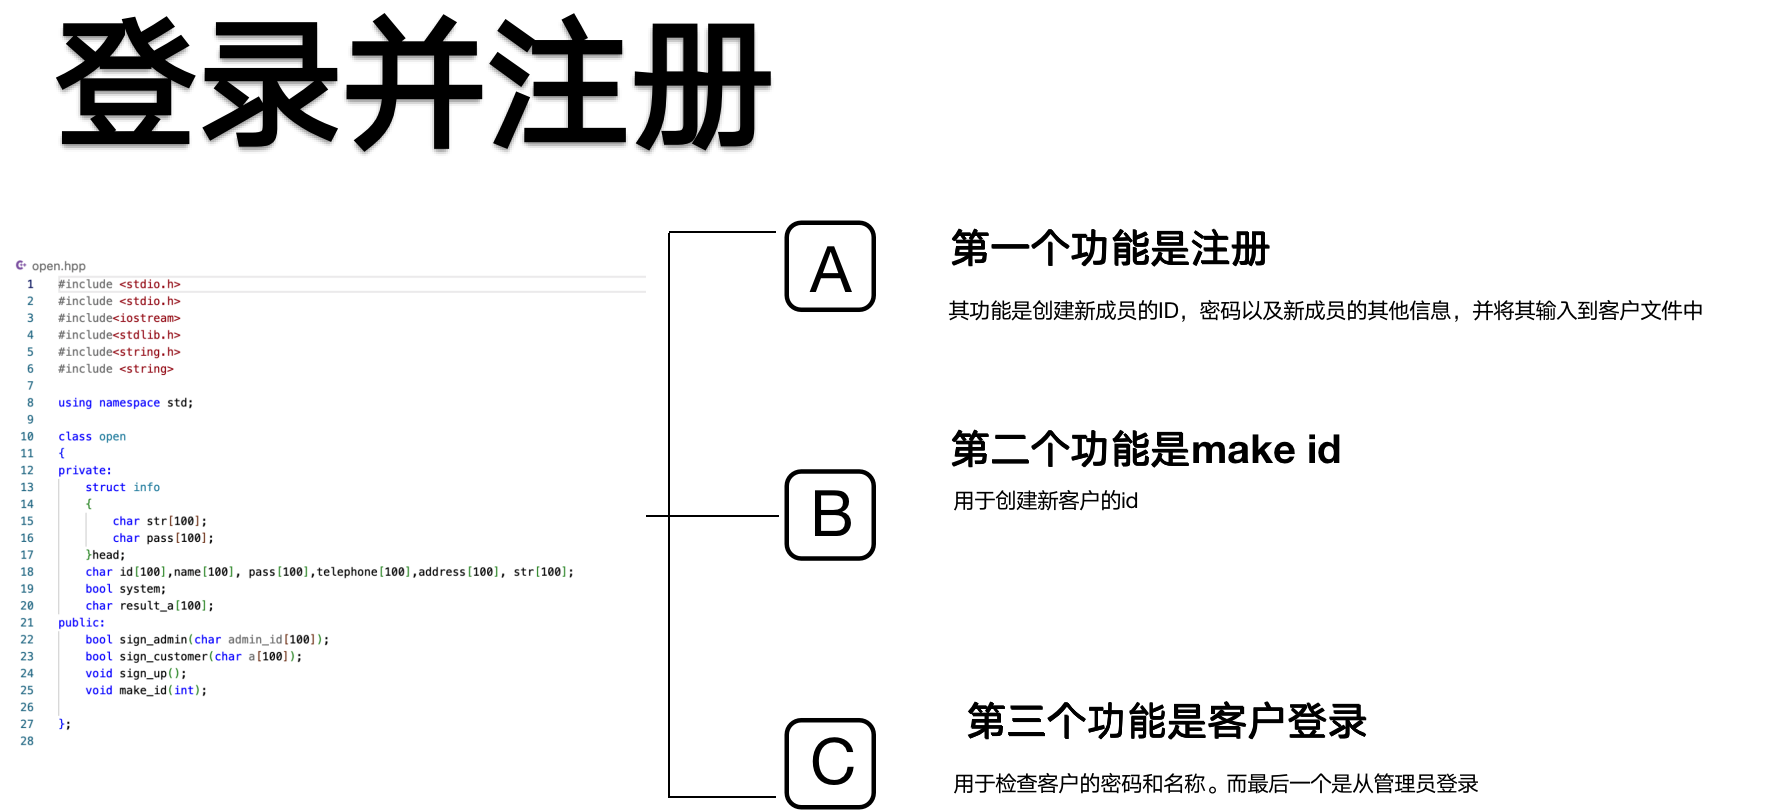 登录并注册
open.hpp
1 #include <stdio.h>
2 #include <stdio.h>
3 #include<iostream>
4 #include<stdlib.h>
5 #include<string.h>
6 #include <string>
7
8 using namespace std;
9
10 class open
11 {
12 private:
13 struct info
14 {
15 char str[100];
16 char pass[100];
17 }head;
18 char id[100],name[100], pass[100],telephone[100],address[100], str[100];
19 bool system;
20 char result_a[100];
21 public:
22 bool sign_admin(char admin_id[100]);
23 bool sign_customer(char a[100]);
24 void sign_up();
25 void make_id(int);
26
27 };
28
A
第一个功能是注册
其功能是创建新成员的ID，密码以及新成员的其他信息，并将其输入到客户文件中
B
第二个功能是make id
用于创建新客户的id
C
第三个功能是客户登录
用于检查客户的密码和名称。而最后一个是从管理员登录